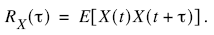 R_X(τ) = E[X(t)X(t + τ)].